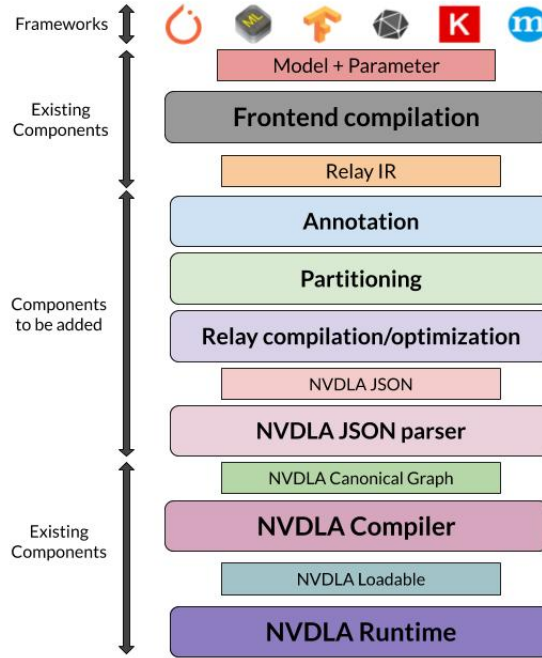 Frameworks
ML
K
m
Model + Parameter
Existing
Components
Frontend compilation
Relay IR
Annotation
Partitioning
Components
to be added
Relay compilation/optimization
NVDLA JSON
NVDLA JSON parser
NVDLA Canonical Graph
Existing
Components
NVDLA Compiler
NVDLA Loadable
NVDLA Runtime